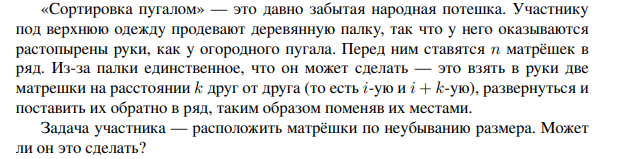 «Сортировка пугалом» — это давно забытая народная потешка. Участнику
под верхнюю одежду продевают деревянную палку, так что у него оказываются
растопырены руки, как у огородного пугала. Перед ним ставятся n матрёшек в
ряд. Из-за палки единственное, что он может сделать — это взять в руки две
матрешки на расстоянии k друг от друга (то есть i-ую и i + k-ую), развернуться и
поставить их обратно в ряд, таким образом поменяв их местами.
Задача участника — расположить матрёшки по неубыванию размера. Может
ли он это сделать?